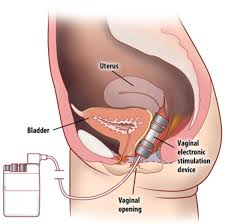 Uterus
Bladder
Vaginal
electronic
stimulation
device
Vaginal
opening